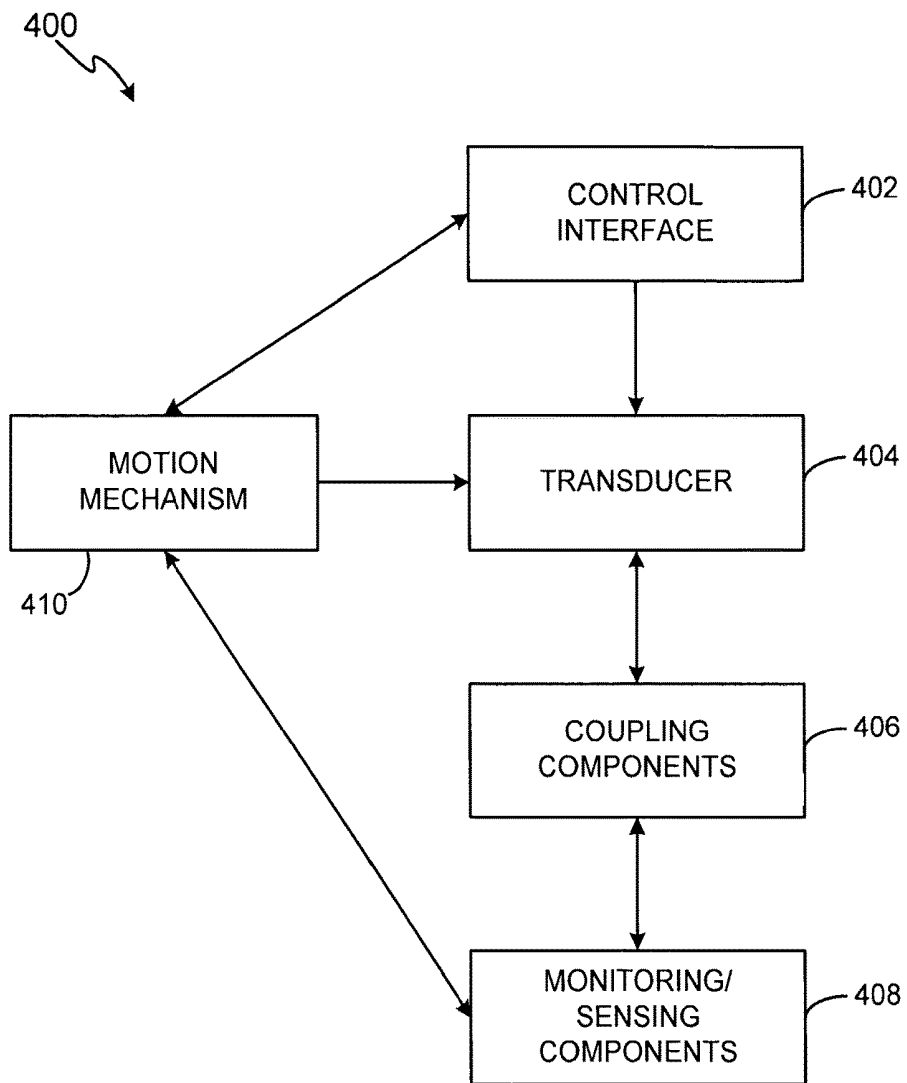 400
CONTROL
INTERFACE
402
MOTION
MECHANISM
410
TRANSDUCER
404
COUPLING
COMPONENTS
406
MONITORING/
SENSING
COMPONENTS
408